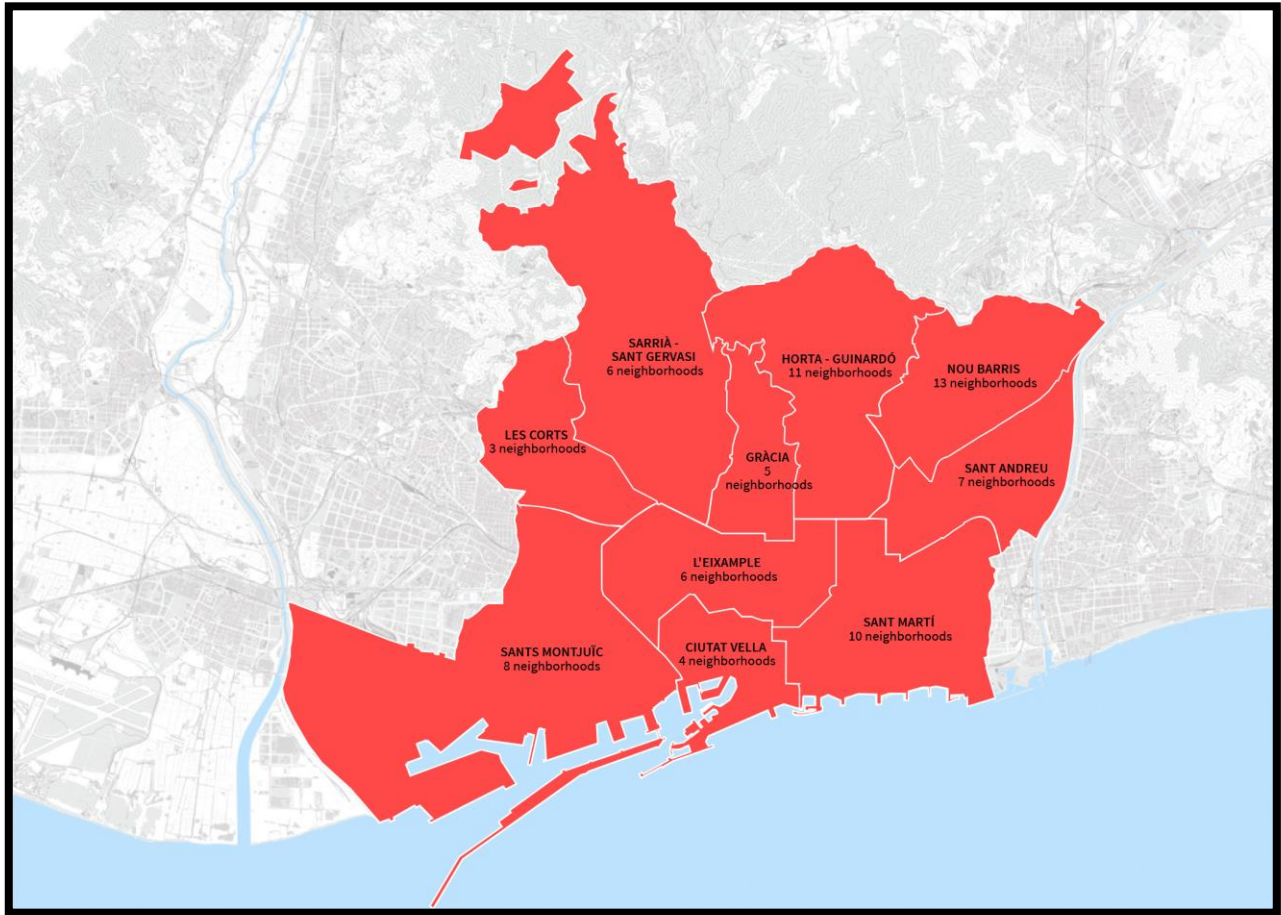 SARRIÀ -
SANT GERVASI
6 neighborhoods
HORTA - GUINARDÓ
11 neighborhoods
NOU BARRIS
13 neighborhoods
LES CORTS
3 neighborhoods
GRÀCIA
5
neighborhoods
SANT ANDREU
7 neighborhoods
L'EIXAMPLE
6 neighborhoods
SANT MARTÍ
10 neighborhoods
SANTS MONTJUÏC
8 neighborhoods
CIUTAT VELLA
4 neighborhoods